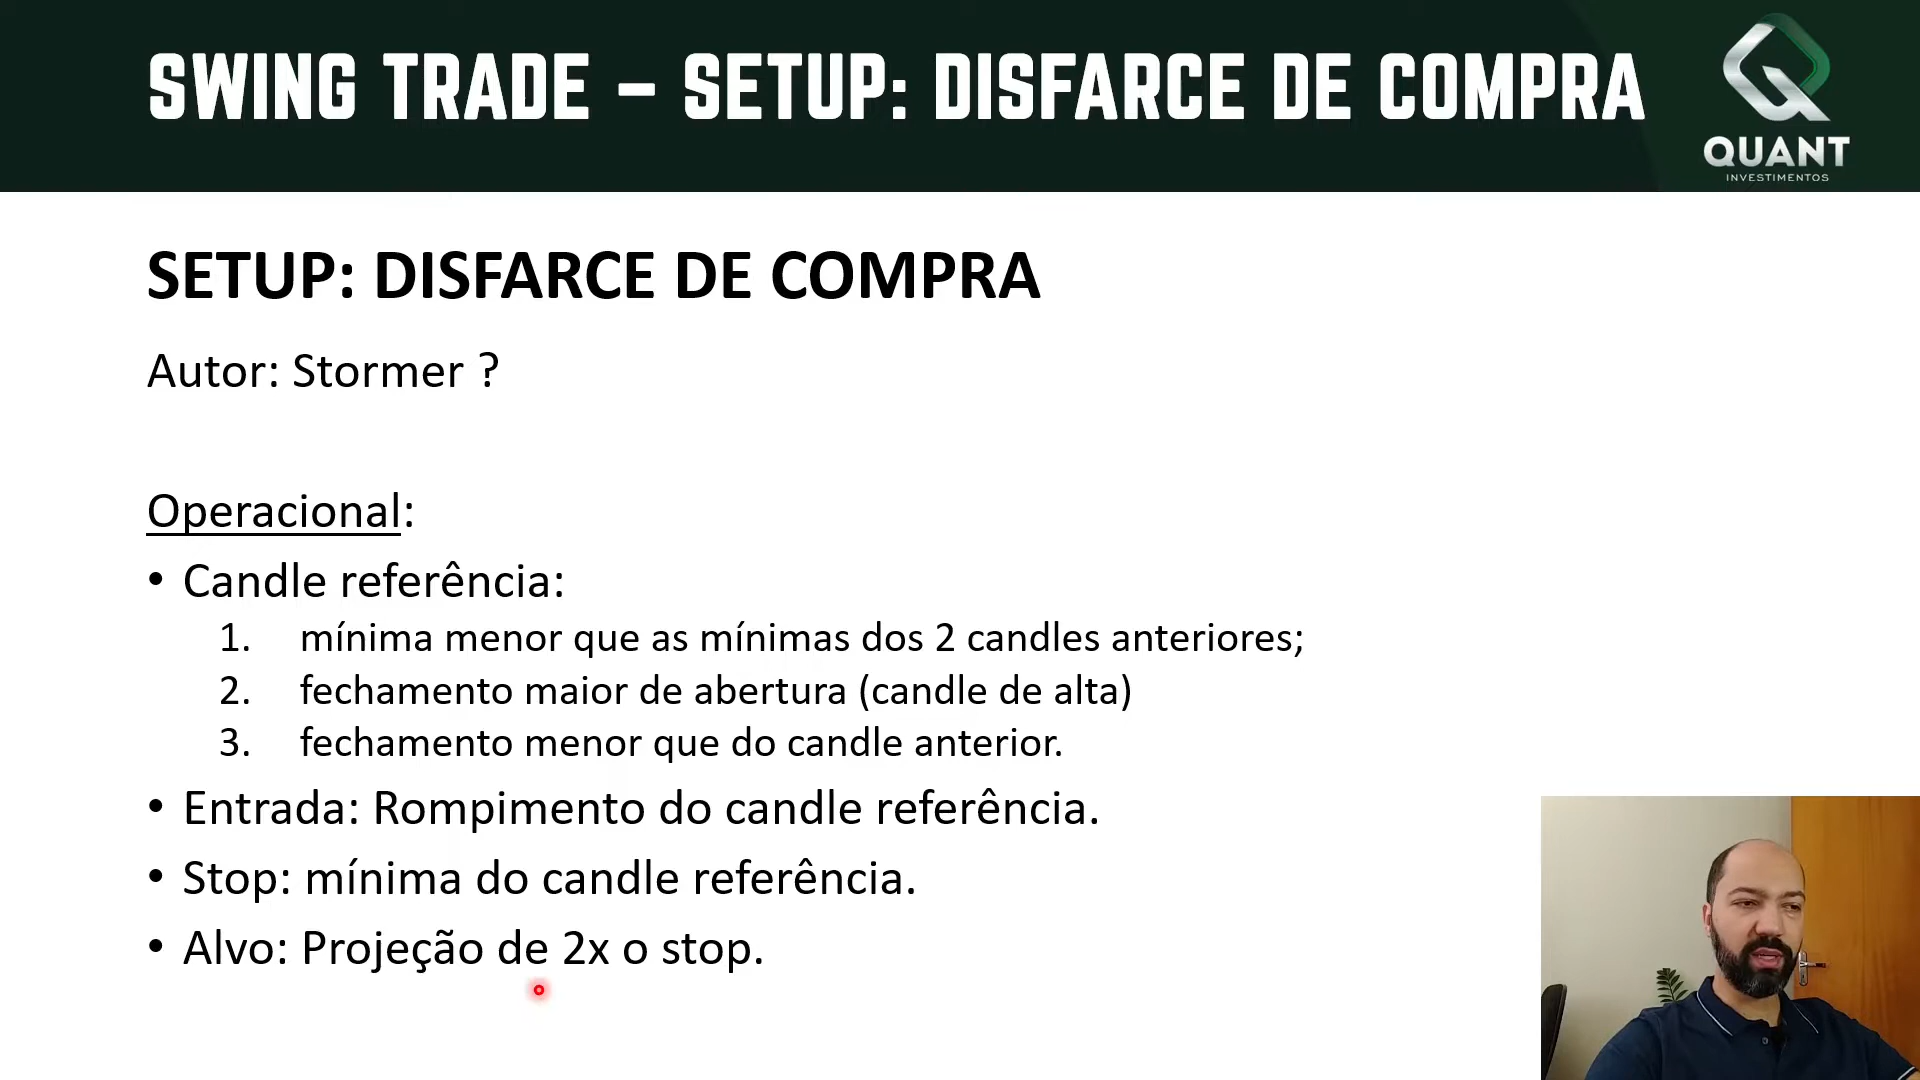 SWING TRADE – SETUP: DISFARCE DE COMPRA
QUANT
INVESTIMENTOS
SETUP: DISFARCE DE COMPRA
Autor: Stormer ?
Operacional:
• Candle referência:
1. mínima menor que as mínimas dos 2 candles anteriores;
2. fechamento maior de abertura (candle de alta)
3. fechamento menor que do candle anterior.
• Entrada: Rompimento do candle referência.
• Stop: mínima do candle referência.
• Alvo: Projeção de 2x o stop.